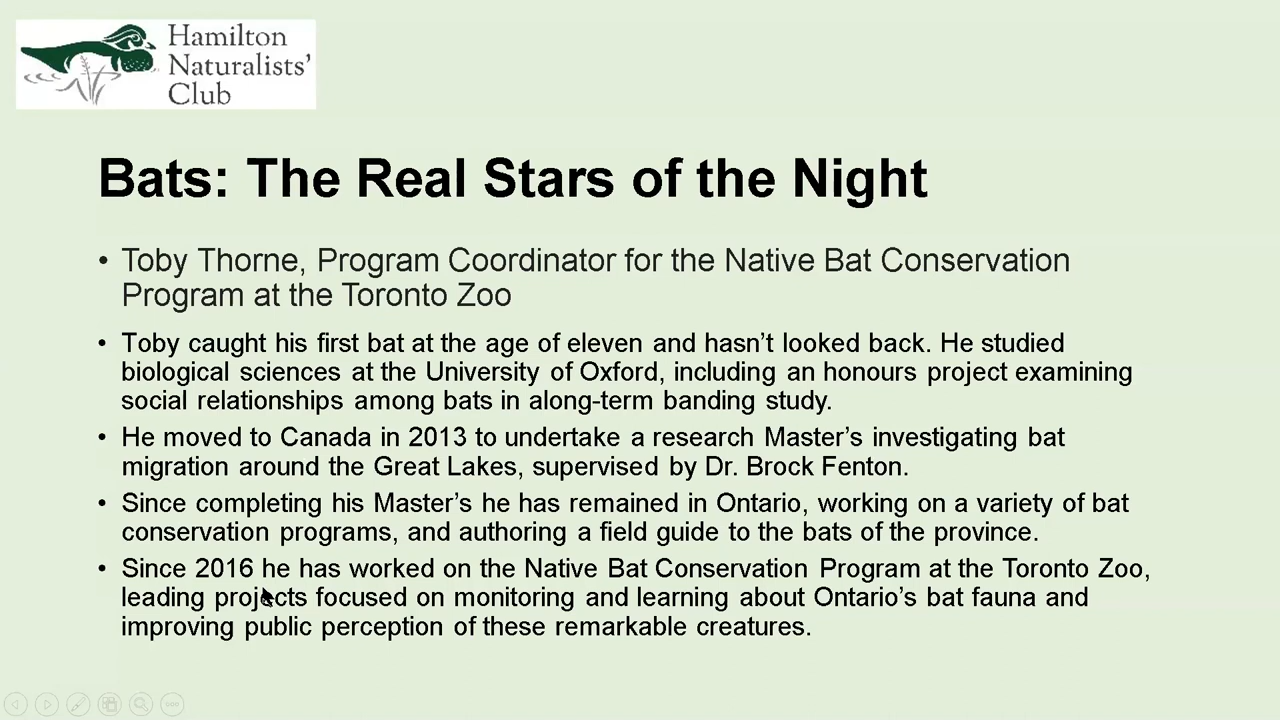 Hamilton
Naturalists'
Club
Bats: The Real Stars of the Night
• Toby Thorne, Program Coordinator for the Native Bat Conservation
Program at the Toronto Zoo
• Toby caught his first bat at the age of eleven and hasn’t looked back. He studied
biological sciences at the University of Oxford, including an honours project examining
social relationships among bats in along-term banding study.
• He moved to Canada in 2013 to undertake a research Master’s investigating bat
migration around the Great Lakes, supervised by Dr. Brock Fenton.
• Since completing his Master’s he has remained in Ontario, working on a variety of bat
conservation programs, and authoring a field guide to the bats of the province.
• Since 2016 he has worked on the Native Bat Conservation Program at the Toronto Zoo,
leading projects focused on monitoring and learning about Ontario’s bat fauna and
improving public perception of these remarkable creatures.